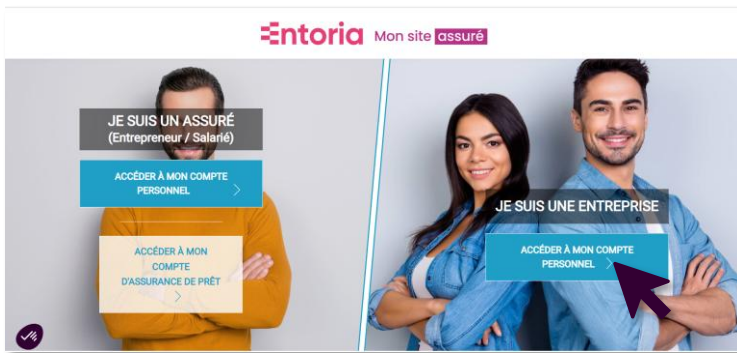 Entoria Mon site assuré
JE SUIS UN ASSURÉ
(Entrepreneur / Salarié)
ACCÉDER À MON COMPTE
PERSONNEL
ACCÉDER À MON
COMPTE
D'ASSURANCE DE PRÊT
JE SUIS UNE ENTREPRISE
ACCÉDER À MON COMPTE
PERSONNEL